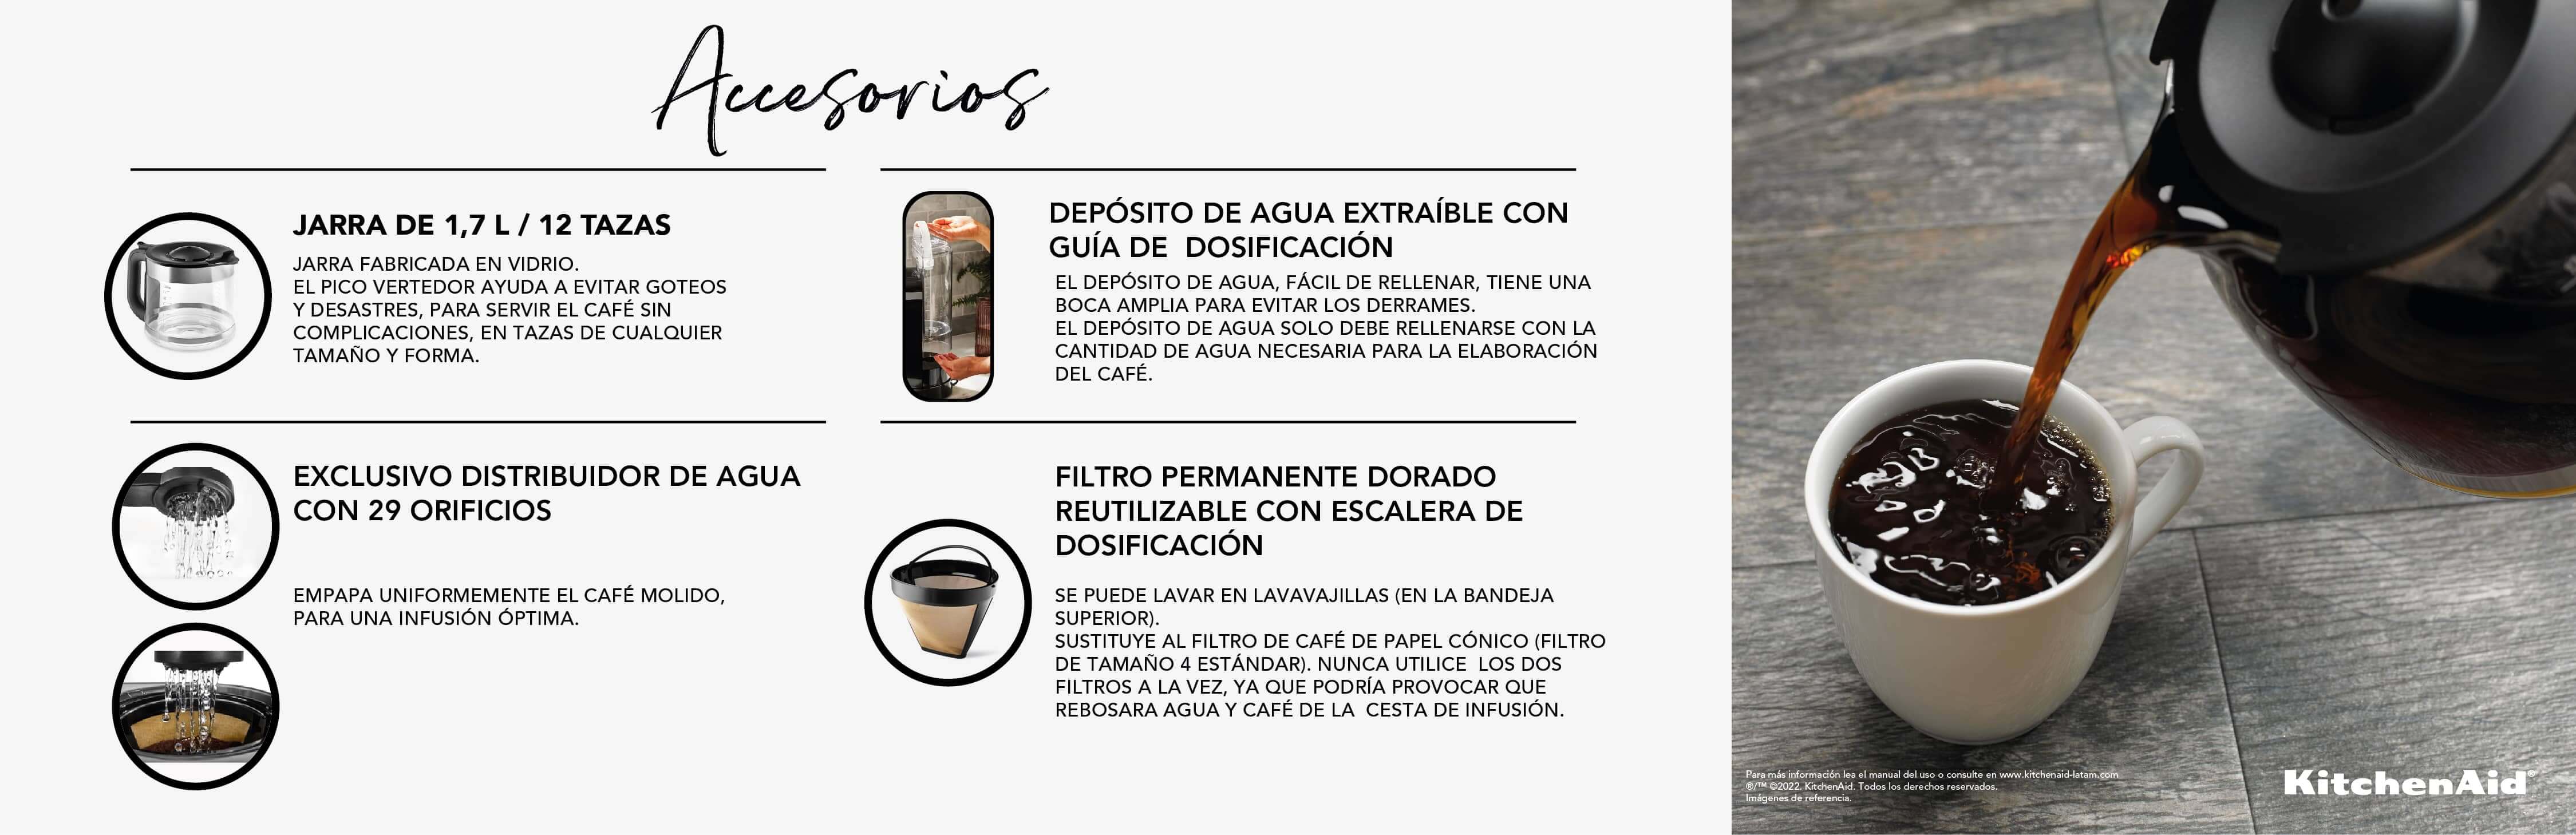 Accesorios
JARRA DE 1,7 L / 12 TAZAS
JARRA FABRICADA EN VIDRIO.
EL PICO VERTEDOR AYUDA A EVITAR GOTEOS
Y DESASTRES, PARA SERVIR EL CAFÉ SIN
COMPLICACIONES, EN TAZAS DE CUALQUIER
TAMAÑO Y FORMA.
DEPÓSITO DE AGUA EXTRAÍBLE CON
GUÍA DE DOSIFICACIÓN
EL DEPÓSITO DE AGUA, FÁCIL DE RELLENAR, TIENE UNA
BOCA AMPLIA PARA EVITAR LOS DERRAMES.
EL DEPÓSITO DE AGUA SOLO DEBE RELLENARSE CON LA
CANTIDAD DE AGUA NECESARIA PARA LA ELABORACIÓN
DEL CAFÉ.
EXCLUSIVO DISTRIBUIDOR DE AGUA
CON 29 ORIFICIOS
EMPAPA UNIFORMEMENTE EL CAFÉ MOLIDO,
PARA UNA INFUSIÓN ÓPTIMA.
FILTRO PERMANENTE DORADO
REUTILIZABLE CON ESCALERA DE
DOSIFICACIÓN
SE PUEDE LAVAR EN LAVAVAJILLAS (EN LA BANDEJA
SUPERIOR).
SUSTITUYE AL FILTRO DE CAFÉ DE PAPEL CÓNICO (FILTRO
DE TAMAÑO 4 ESTÁNDAR). NUNCA UTILICE LOS DOS
FILTROS A LA VEZ, YA QUE PODRÍA PROVOCAR QUE
REBOSARA AGUA Y CAFÉ DE LA CESTA DE INFUSIÓN.
Para más información lea el manual del uso o consulte en www.kitchenaid-latam.com
®/™ ©2022. KitchenAid. Todos los derechos reservados.
Imágenes de referencia.
KitchenAid®